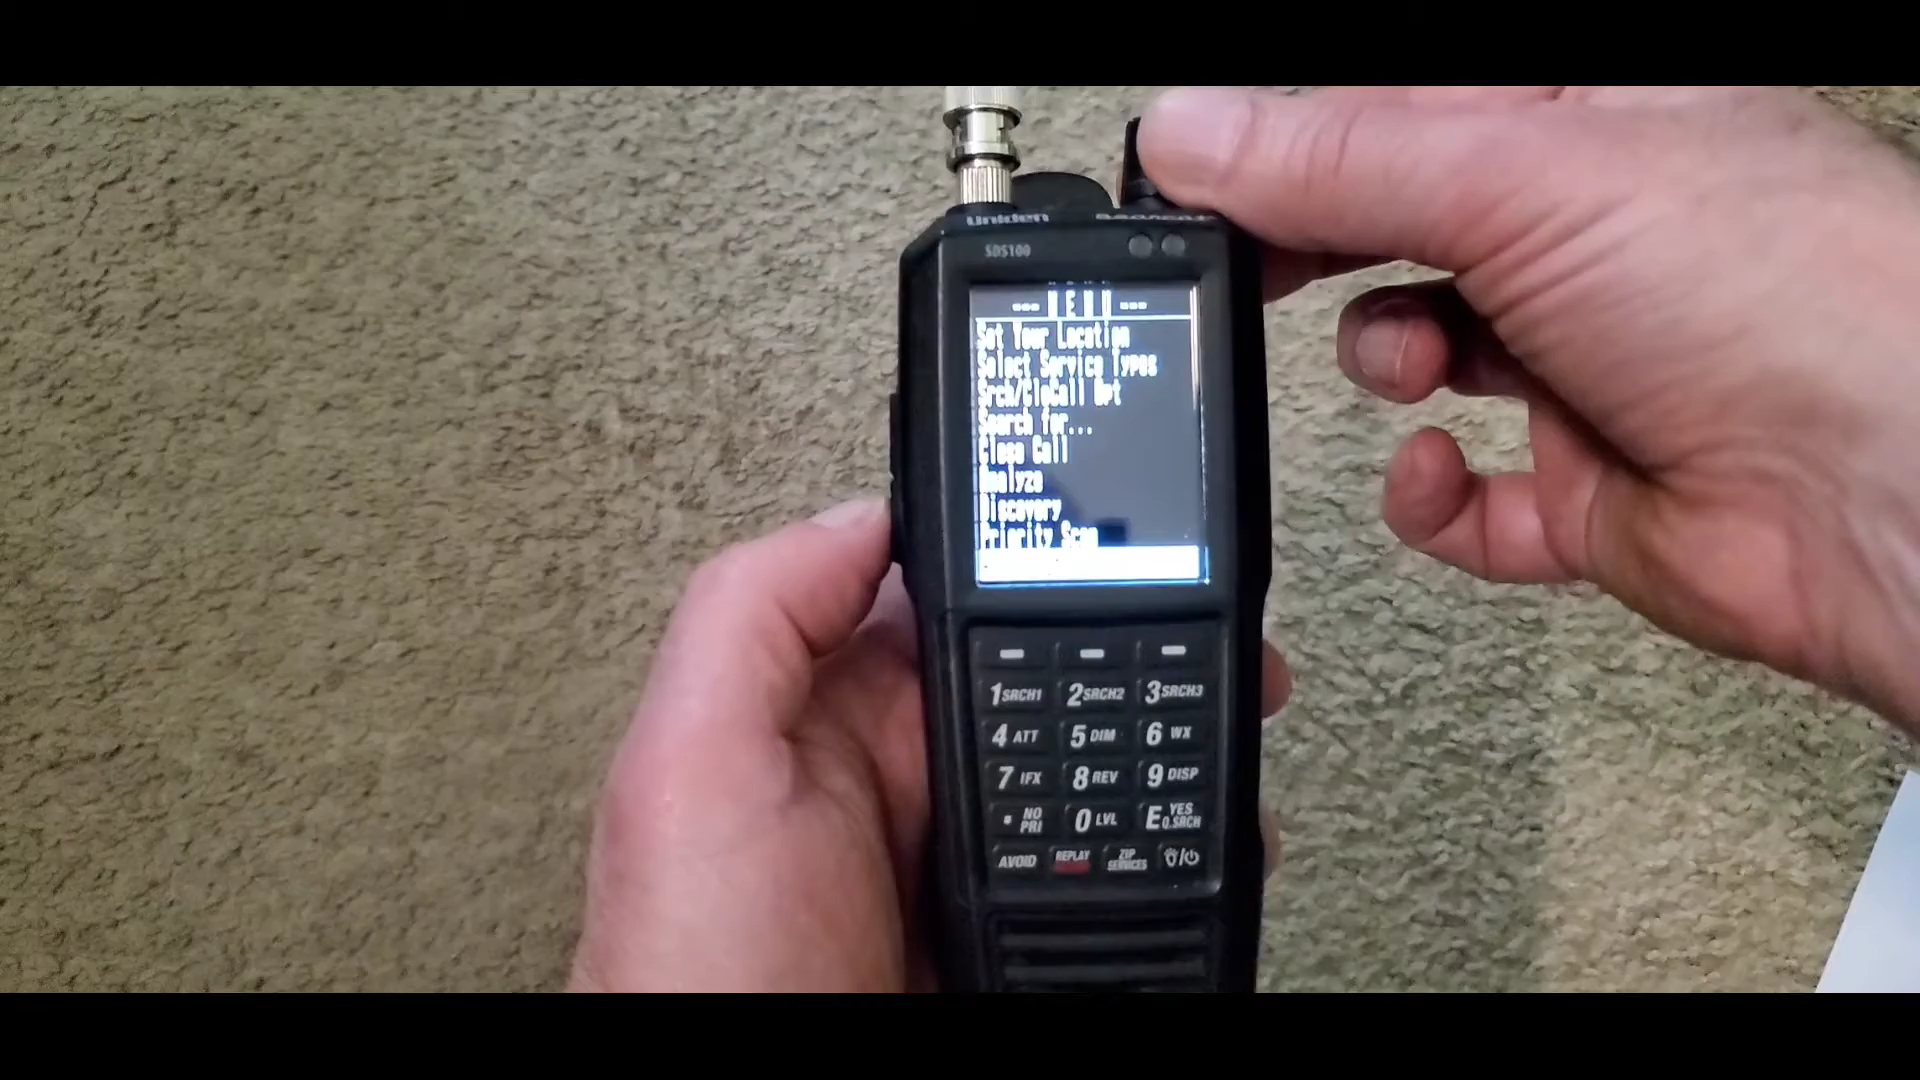 Uniden
SDS100
--- M E N U ---
Set Your Location
Select Service Types
Srch/CloCall Opt
Search for...
Close Call
Analyze
Discovery
Priority Scan
1 SRCH1 2 SRCH2 3 SRCH3
4 ATT 5 DIM 6 WX
7 IFX 8 REV 9 DISP
• NO PRI 0 LVL E YES Q.SRCH
AVOID REPLAY ZIP SERVICES